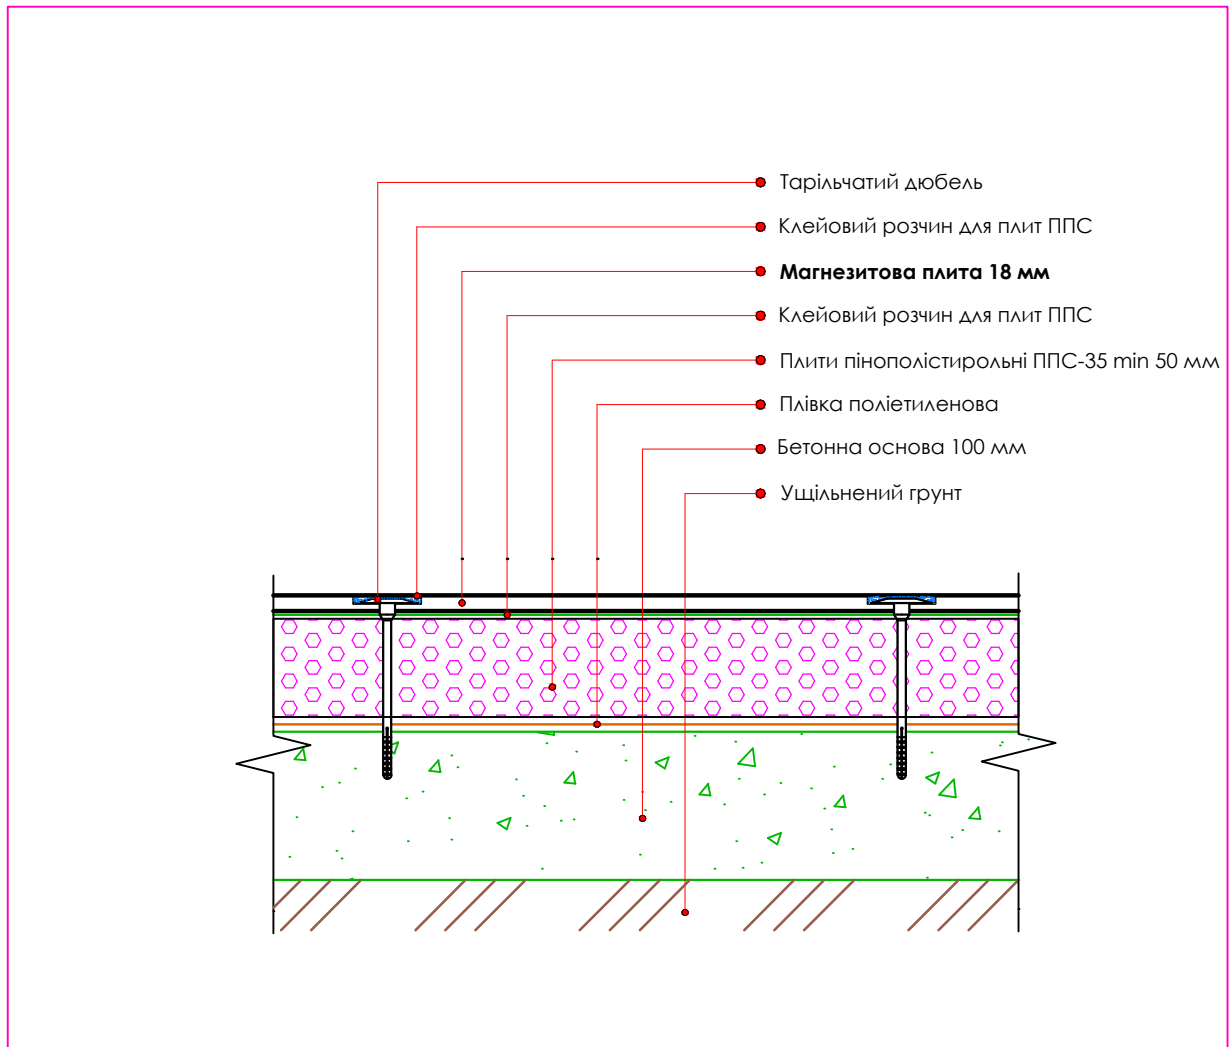 Тарільчатий дюбель
Клейовий розчин для плит ППС
Магнезитова плита 18 мм
Клейовий розчин для плит ППС
Плити пінополістирольні ППС-35 min 50 мм
Плівка поліетиленова
Бетонна основа 100 мм
Ущільнений грунт